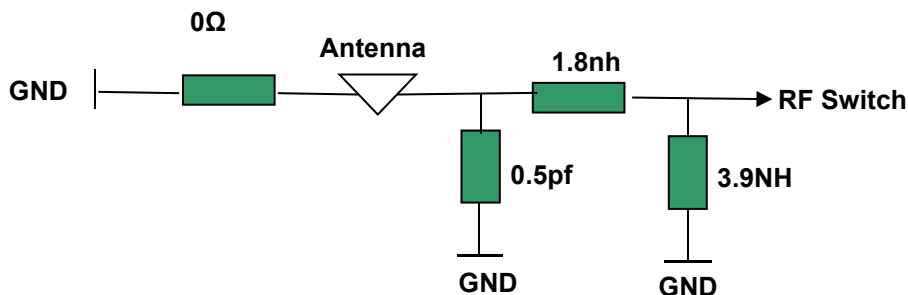 0Ω
Antenna
1.8nh
GND
RF Switch
0.5pf
3.9NH
GND
GND